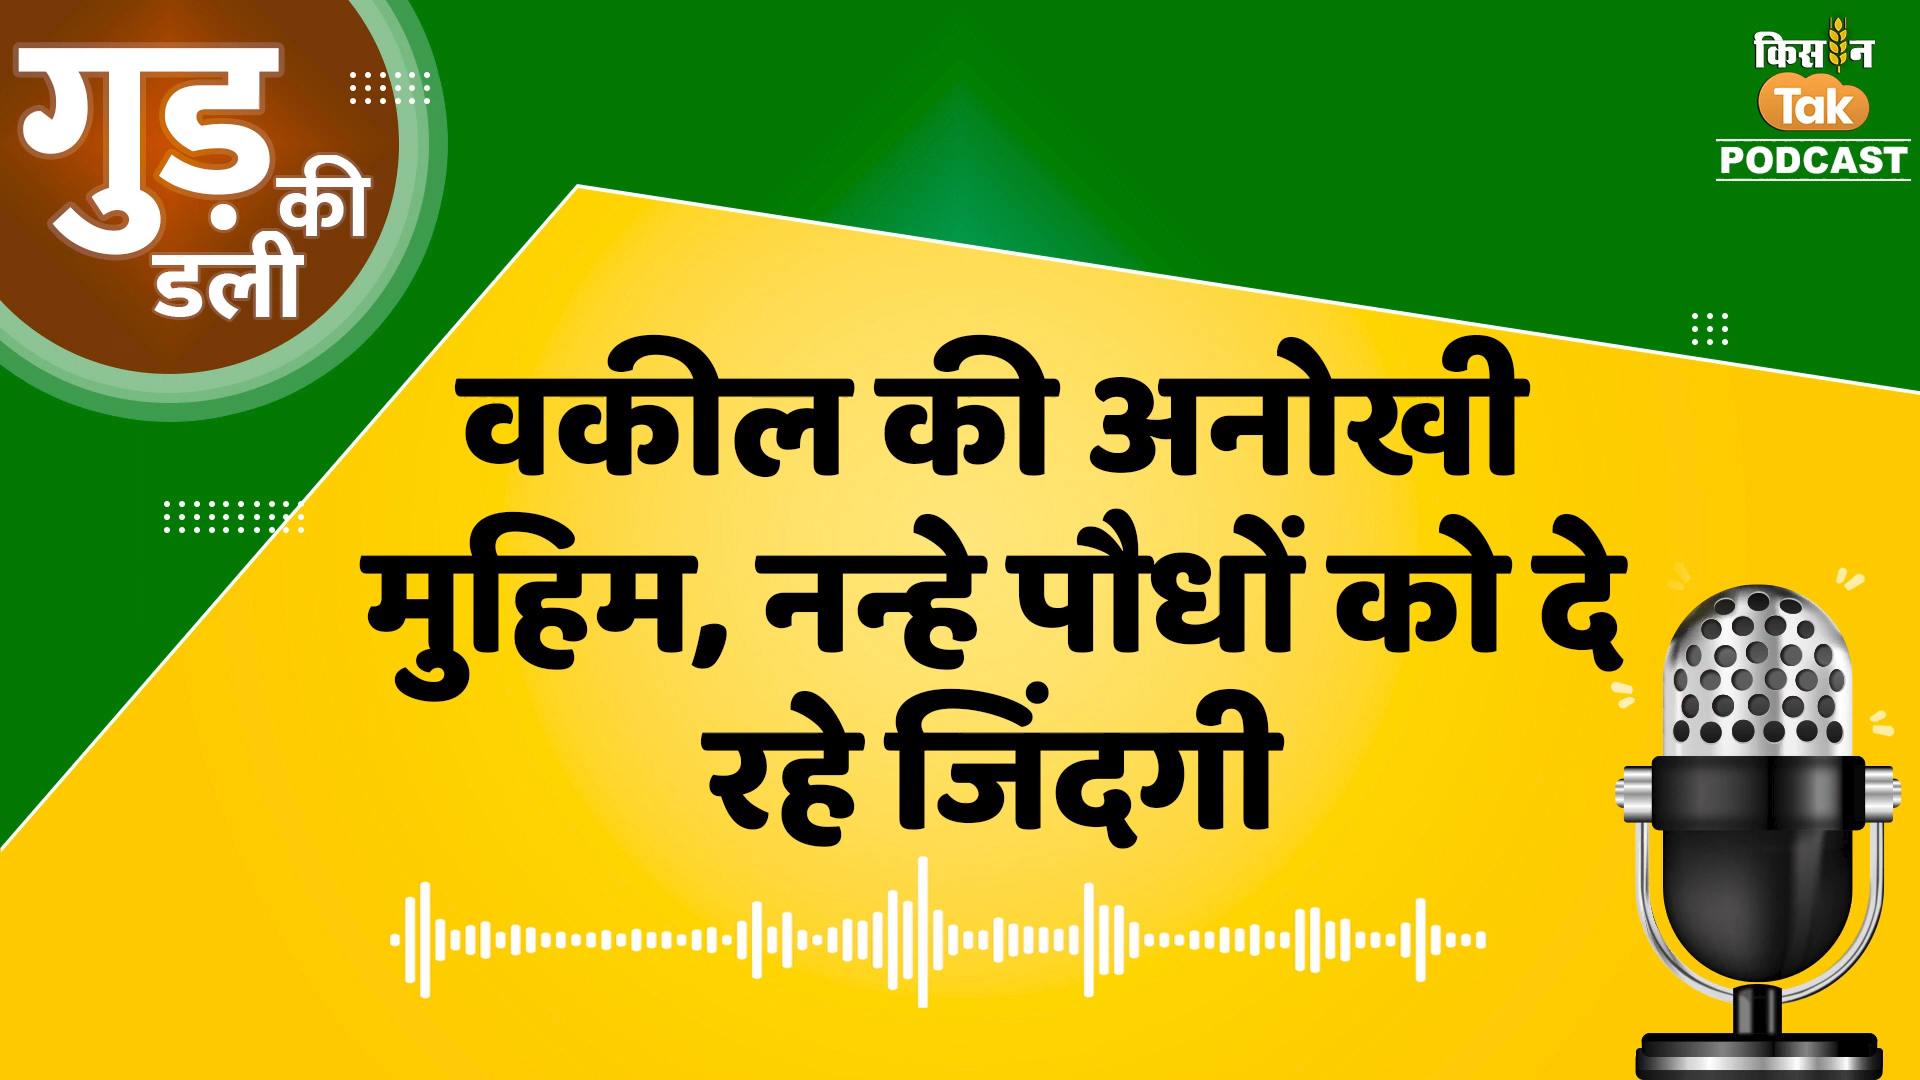 गुड़
की
डली
किसान
Tak
PODCAST
वकील की अनोखी
मुहिम, नन्हे पौधों को दे
रहे जिंदगी